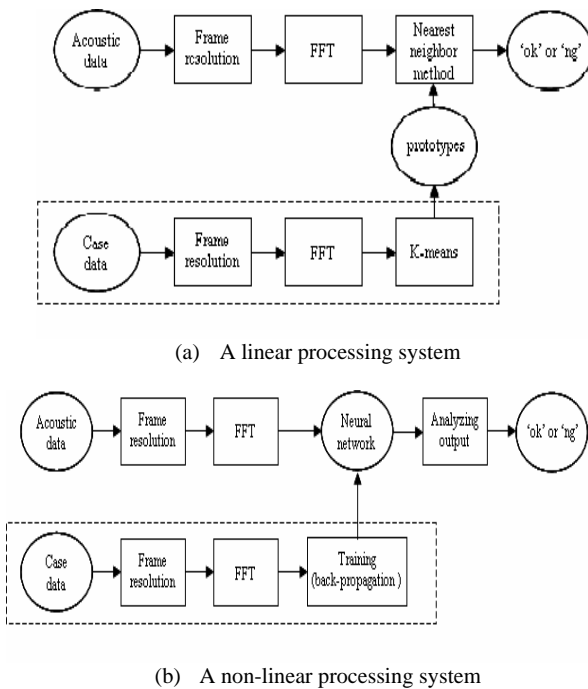 Acoustic
data
Frame
resolution
FFT
Nearest
neighbor
method
'ok' or 'ng'
prototypes
Case
data
Frame
resolution
FFT
K-means
(a) A linear processing system
Acoustic
data
Frame
resolution
FFT
Neural
network
Analyzing
output
'ok' or 'ng'
Case
data
Frame
resolution
FFT
Training
(back-propagation )
(b) A non-linear processing system